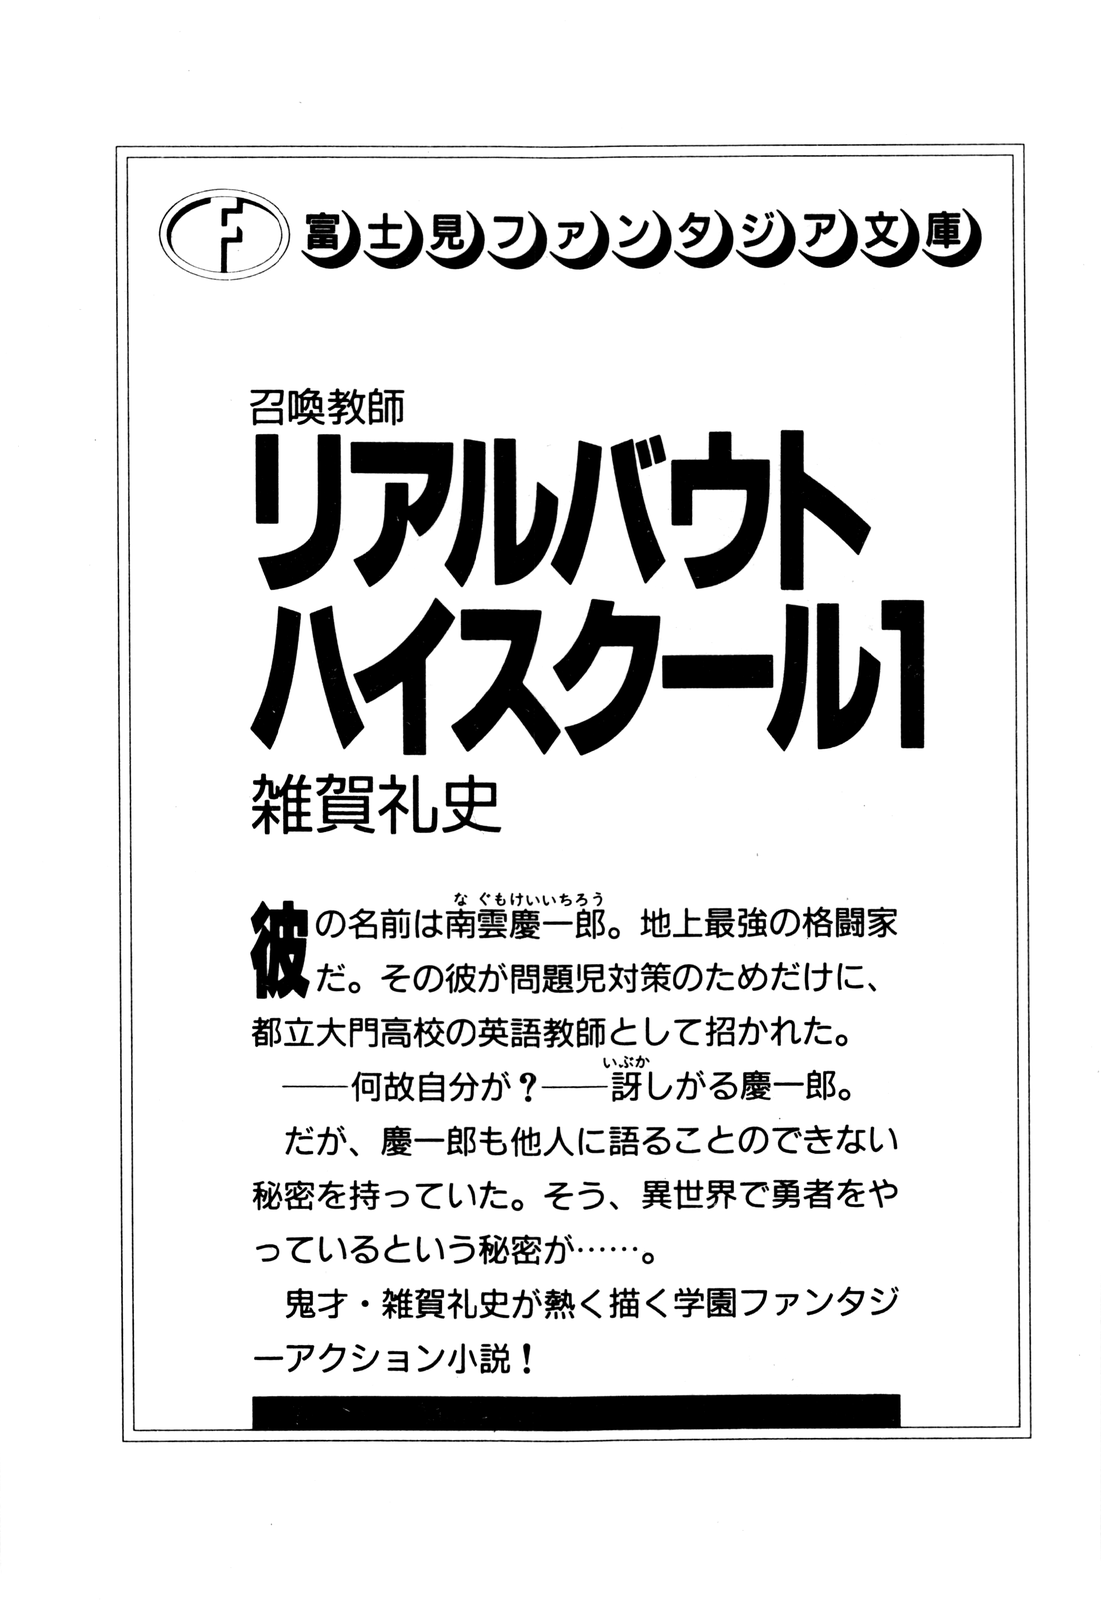 富士見ファンタジア文庫
召喚教師
リアルバウト
ハイスクール1
雑賀礼史
なぐもけいいちろう
彼の名前は南雲慶一郎。地上最強の格闘家
だ。その彼が問題児対策のためだけに、
都立大門高校の英語教師として招かれた。
いぶか
――何故自分が?――訝しがる慶一郎。
だが、慶一郎も他人に語ることのできない
秘密を持っていた。そう、異世界で勇者をや
っているという秘密が……。
鬼才・雑賀礼史が熱く描く学園ファンタジ
ーアクション小説!